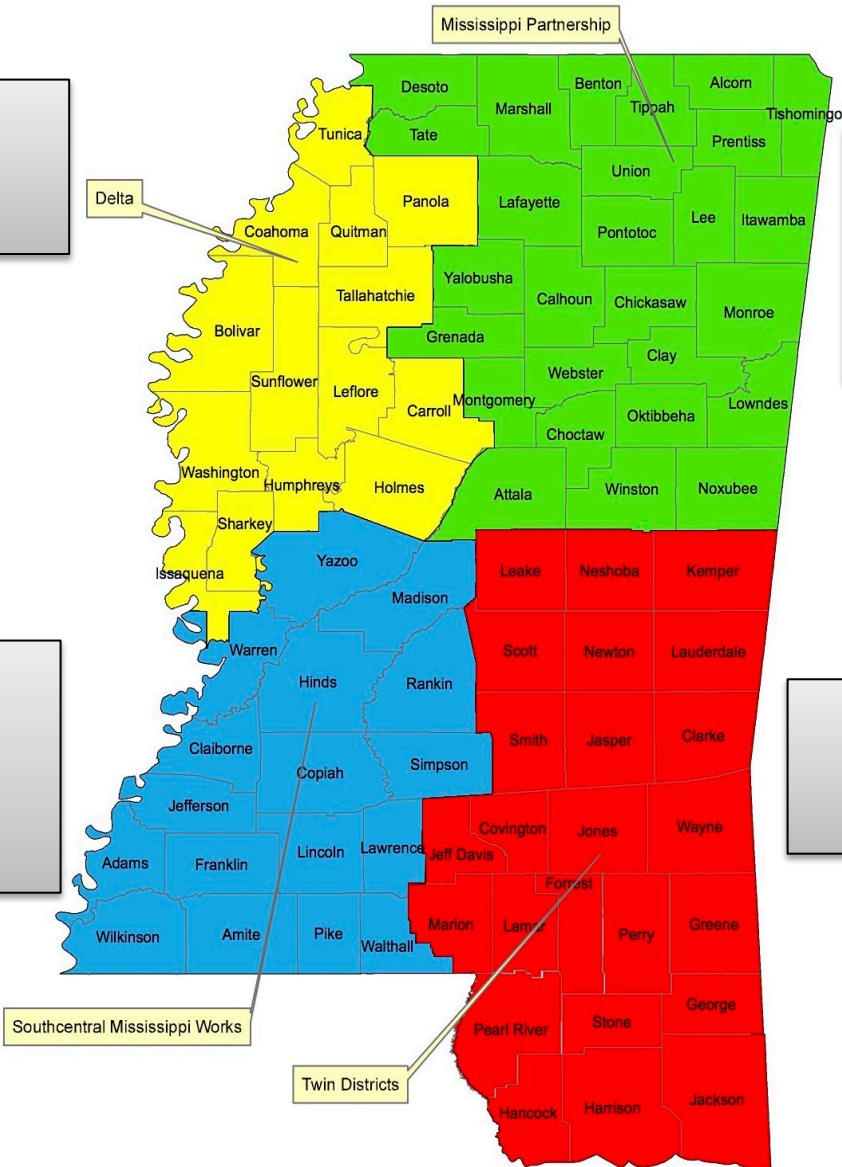 Mississippi Partnership
Desoto
Marshall
Benton
Tippah
Alcorn
Tishomingo
Tate
Prentiss
Tunica
Union
Delta
Panola
Lafayette
Lee
Itawamba
Coahoma
Quitman
Pontotoc
Yalobusha
Tallahatchie
Calhoun
Chickasaw
Monroe
Bolivar
Grenada
Clay
Webster
Sunflower
Leflore
Montgomery
Carroll
Lowndes
Oktibbeha
Choctaw
Washington
Humphreys
Holmes
Attala
Winston
Noxubee
Sharkey
Issaquena
Yazoo
Leake
Neshoba
Kemper
Madison
Warren
Scott
Newton
Lauderdale
Hinds
Rankin
Claiborne
Smith
Jasper
Clarke
Copiah
Simpson
Jefferson
Covington
Jones
Wayne
Lincoln
Lawrence
Jeff Davis
Adams
Franklin
Forrest
Marion
Lamar
Greene
Wilkinson
Amite
Pike
Walthall
Perry
George
Southcentral Mississippi Works
Pearl River
Stone
Twin Districts
Hancock
Harrison
Jackson